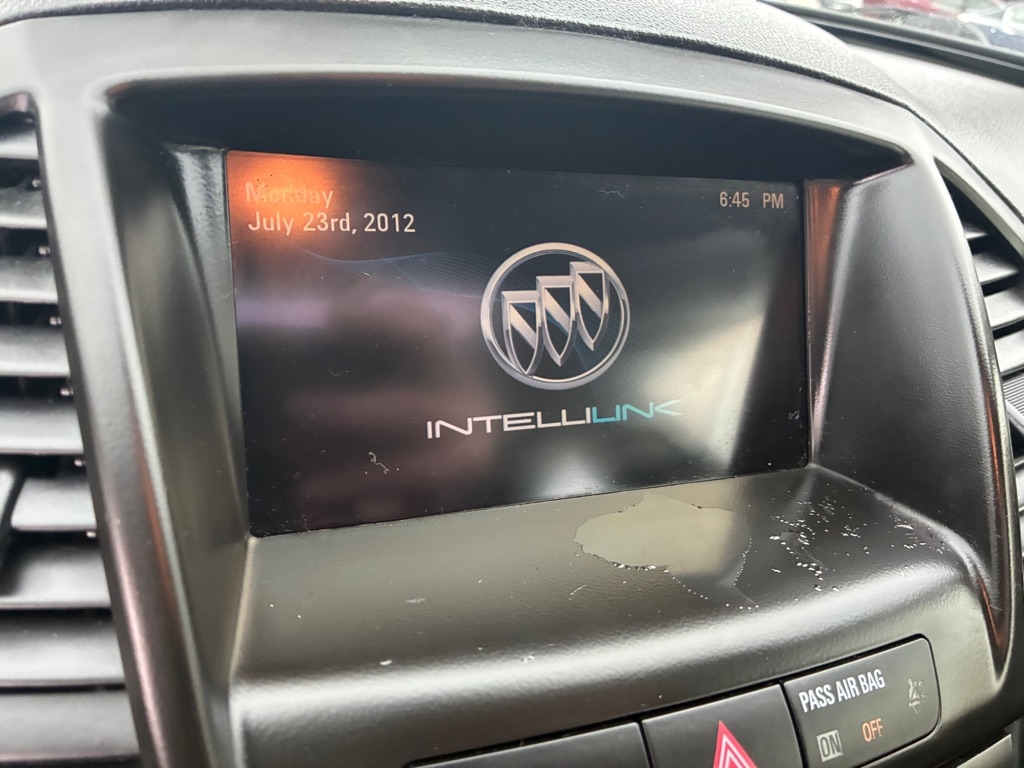 Monday
July 23rd, 2012
6:45 PM
INTELLILINK
PASS AIR BAG
ON OFF